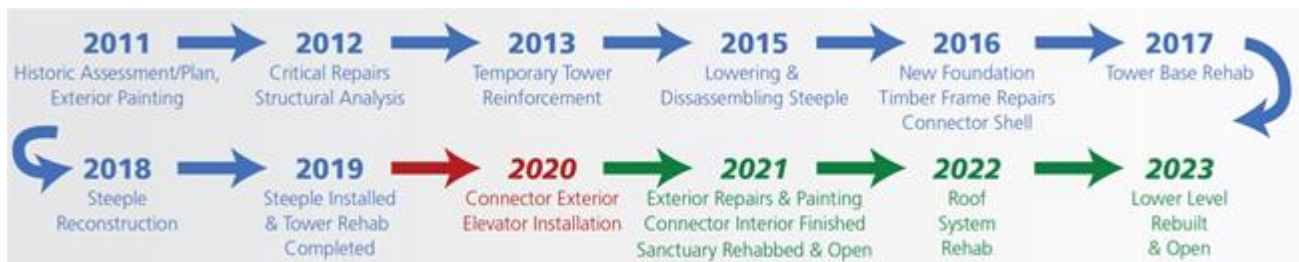 2011
Historic Assessment/Plan,
Exterior Painting
2012
Critical Repairs
Structural Analysis
2013
Temporary Tower
Reinforcement
2015
Lowering &
Dissassembling Steeple
2016
New Foundation
Timber Frame Repairs
Connector Shell
2017
Tower Base Rehab
2018
Steeple
Reconstruction
2019
Steeple Installed
& Tower Rehab
Completed
2020
Connector Exterior
Elevator Installation
2021
Exterior Repairs & Painting
Connector Interior Finished
Sanctuary Rehabbed & Open
2022
Roof
System
Rehab
2023
Lower Level
Rebuilt
& Open